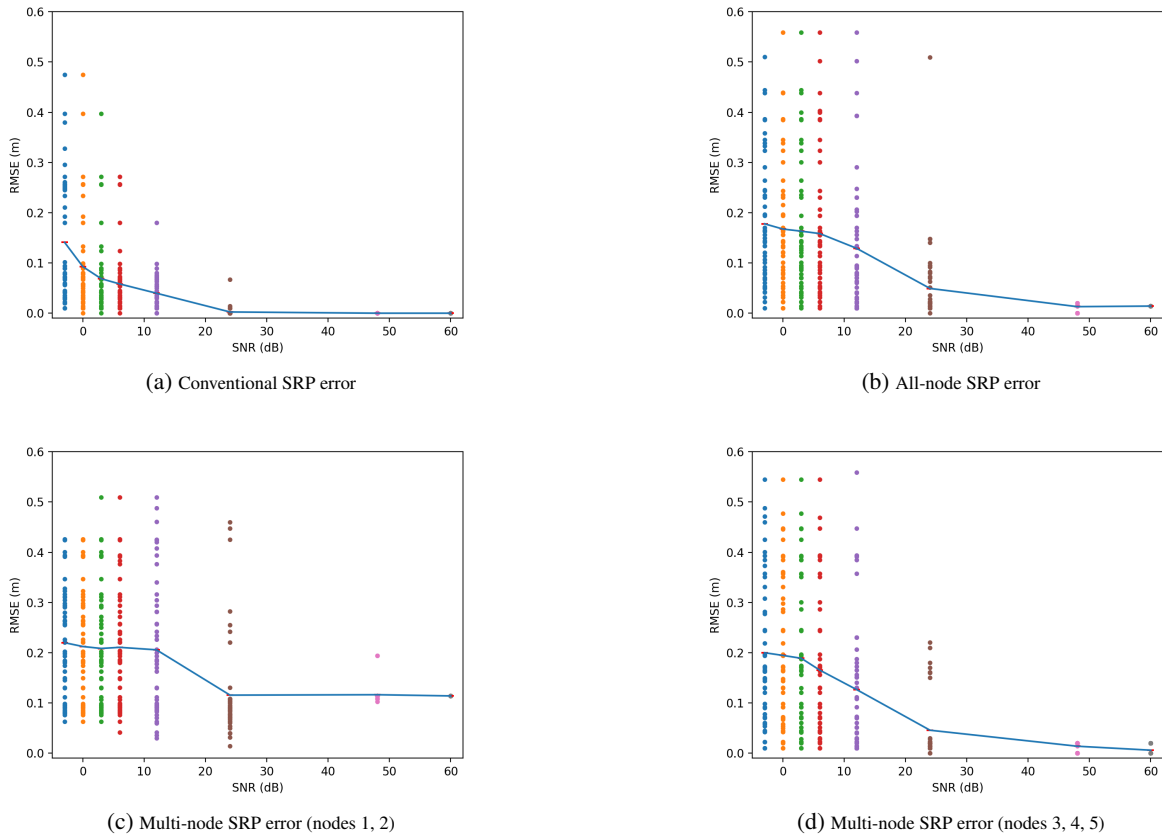 0.6
0.5
0.4
0.3
0.2
0.1
0.0
RMSE (m)
0 10 20 30 40 50 60
SNR (dB)
(a) Conventional SRP error
0.6
0.5
0.4
0.3
0.2
0.1
0.0
RMSE (m)
0 10 20 30 40 50 60
SNR (dB)
(b) All-node SRP error
0.6
0.5
0.4
0.3
0.2
0.1
0.0
RMSE (m)
0 10 20 30 40 50 60
SNR (dB)
(c) Multi-node SRP error (nodes 1, 2)
0.6
0.5
0.4
0.3
0.2
0.1
0.0
RMSE (m)
0 10 20 30 40 50 60
SNR (dB)
(d) Multi-node SRP error (nodes 3, 4, 5)